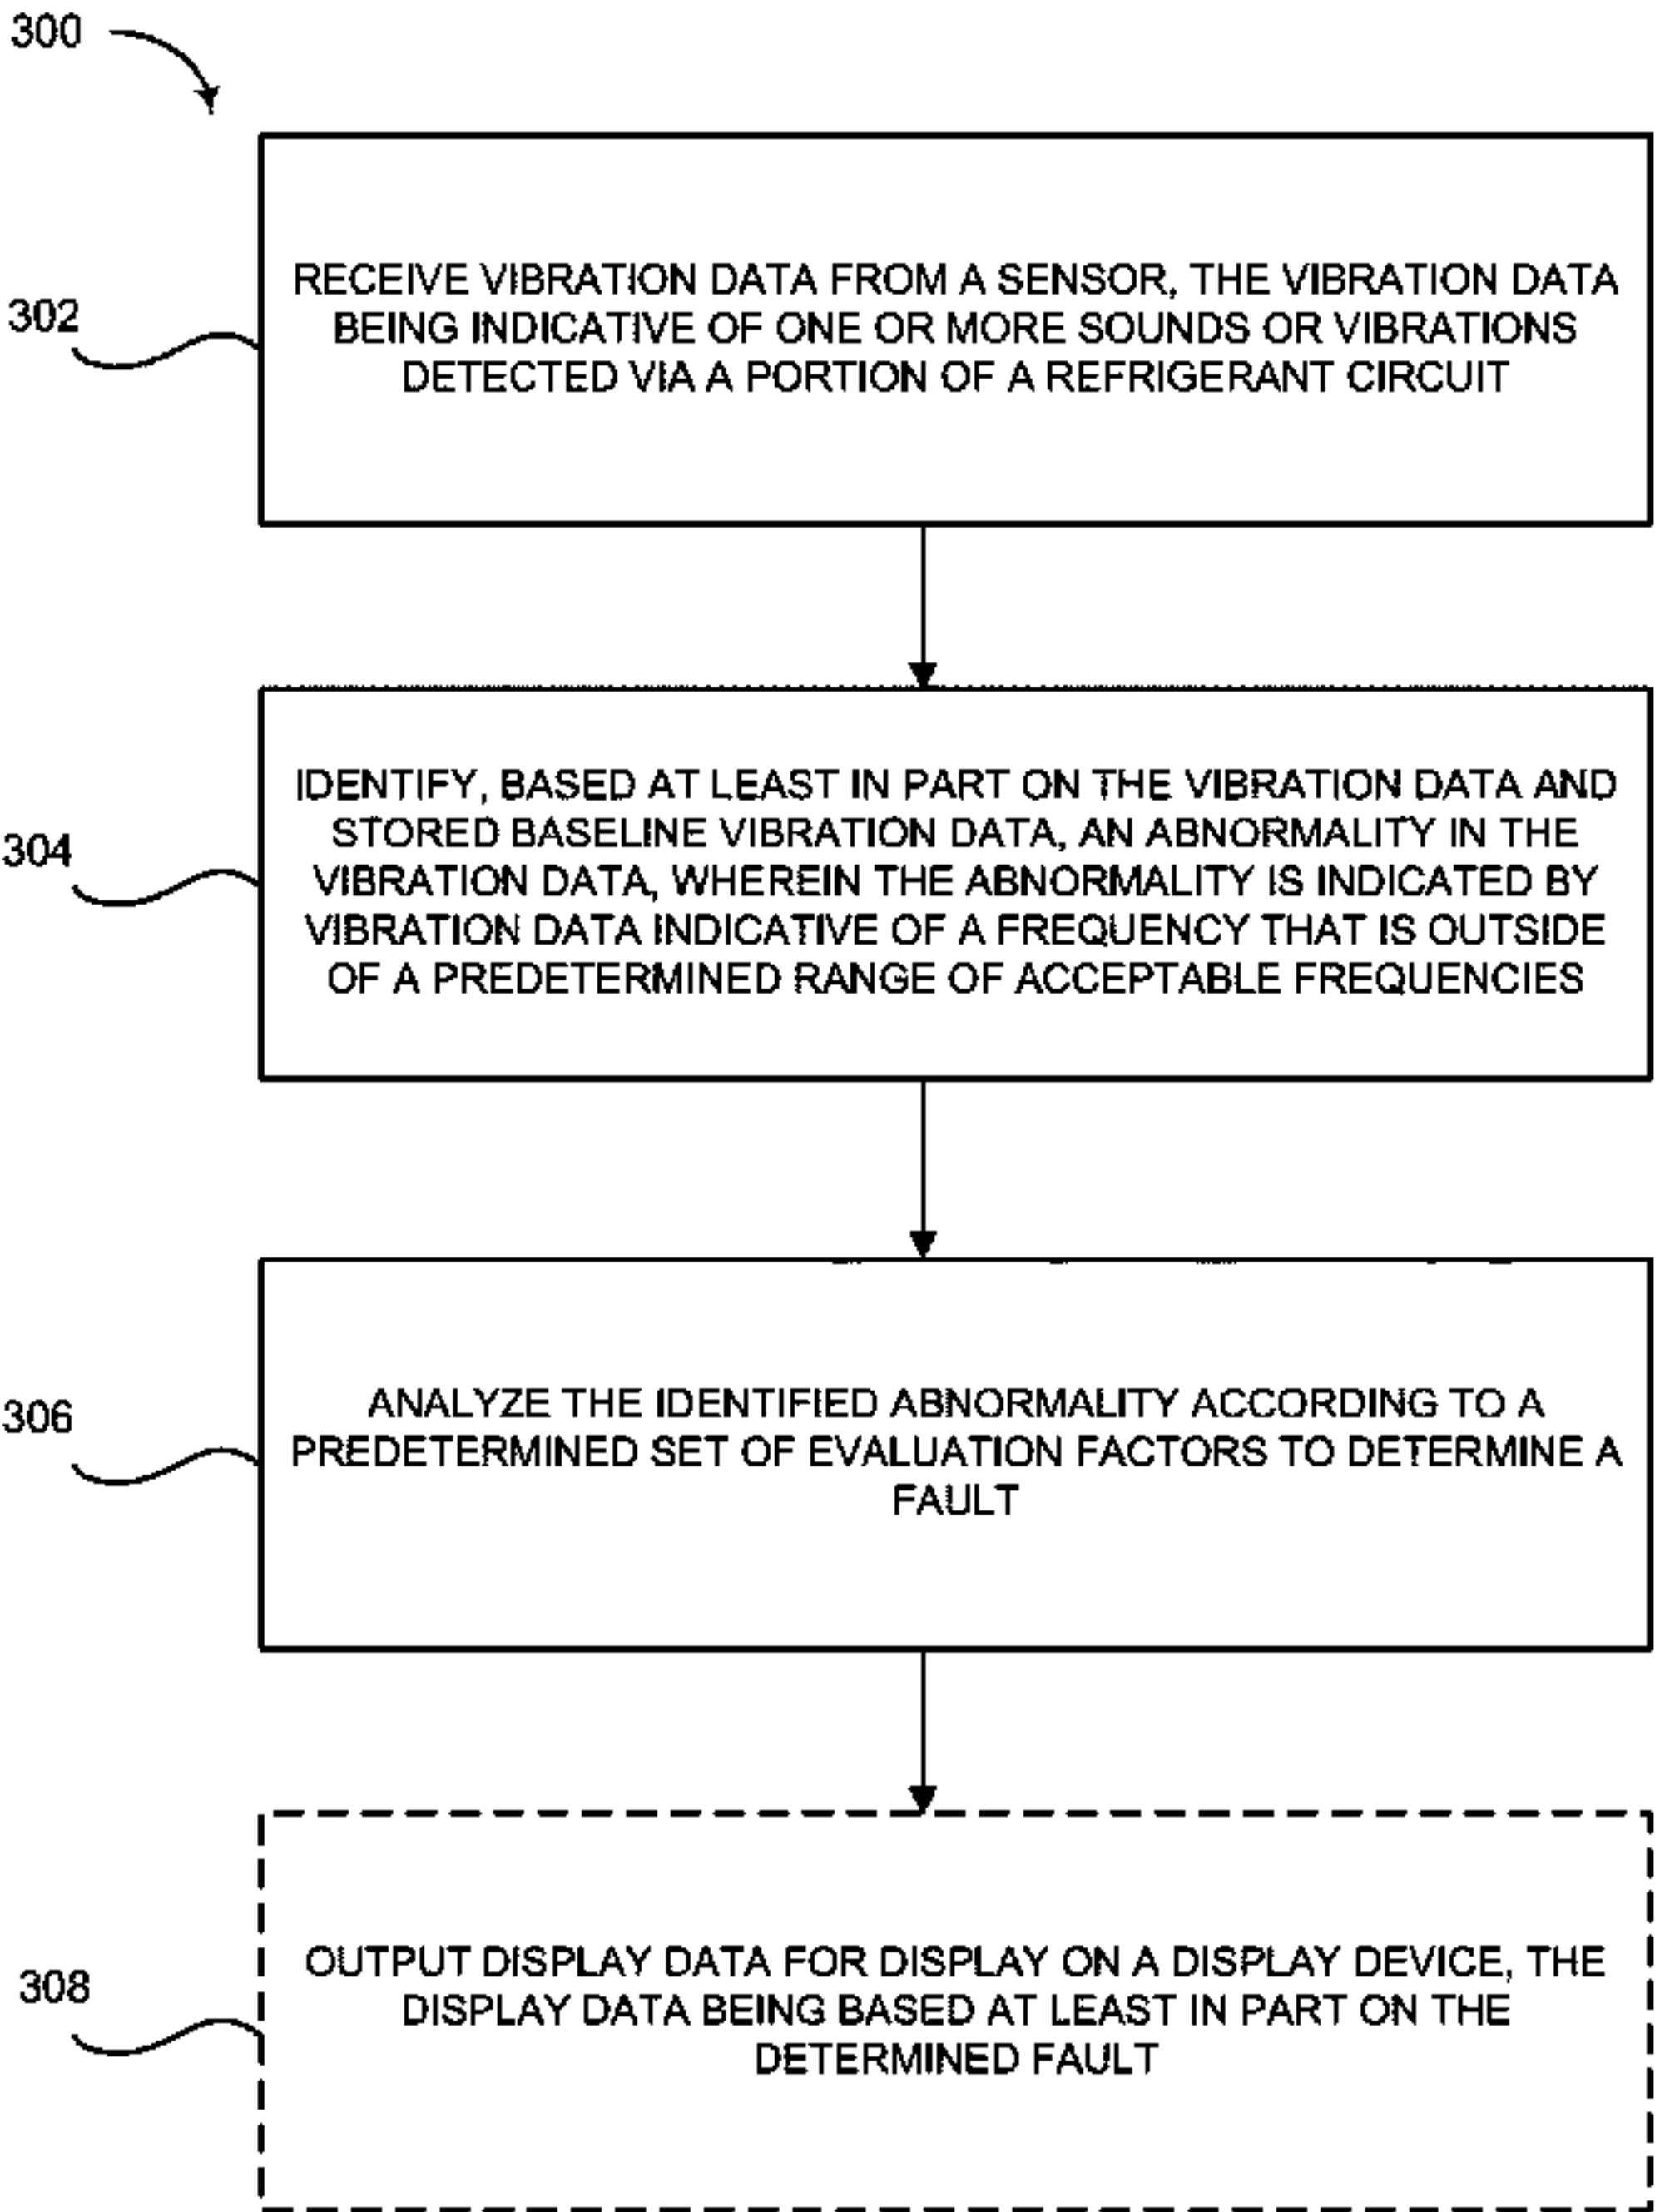 300
302
RECEIVE VIBRATION DATA FROM A SENSOR, THE VIBRATION DATA
BEING INDICATIVE OF ONE OR MORE SOUNDS OR VIBRATIONS
DETECTED VIA A PORTION OF A REFRIGERANT CIRCUIT
304
IDENTIFY, BASED AT LEAST IN PART ON THE VIBRATION DATA AND
STORED BASELINE VIBRATION DATA, AN ABNORMALITY IN THE
VIBRATION DATA, WHEREIN THE ABNORMALITY IS INDICATED BY
VIBRATION DATA INDICATIVE OF A FREQUENCY THAT IS OUTSIDE
OF A PREDETERMINED RANGE OF ACCEPTABLE FREQUENCIES
306
ANALYZE THE IDENTIFIED ABNORMALITY ACCORDING TO A
PREDETERMINED SET OF EVALUATION FACTORS TO DETERMINE A
FAULT
308
OUTPUT DISPLAY DATA FOR DISPLAY ON A DISPLAY DEVICE, THE
DISPLAY DATA BEING BASED AT LEAST IN PART ON THE
DETERMINED FAULT